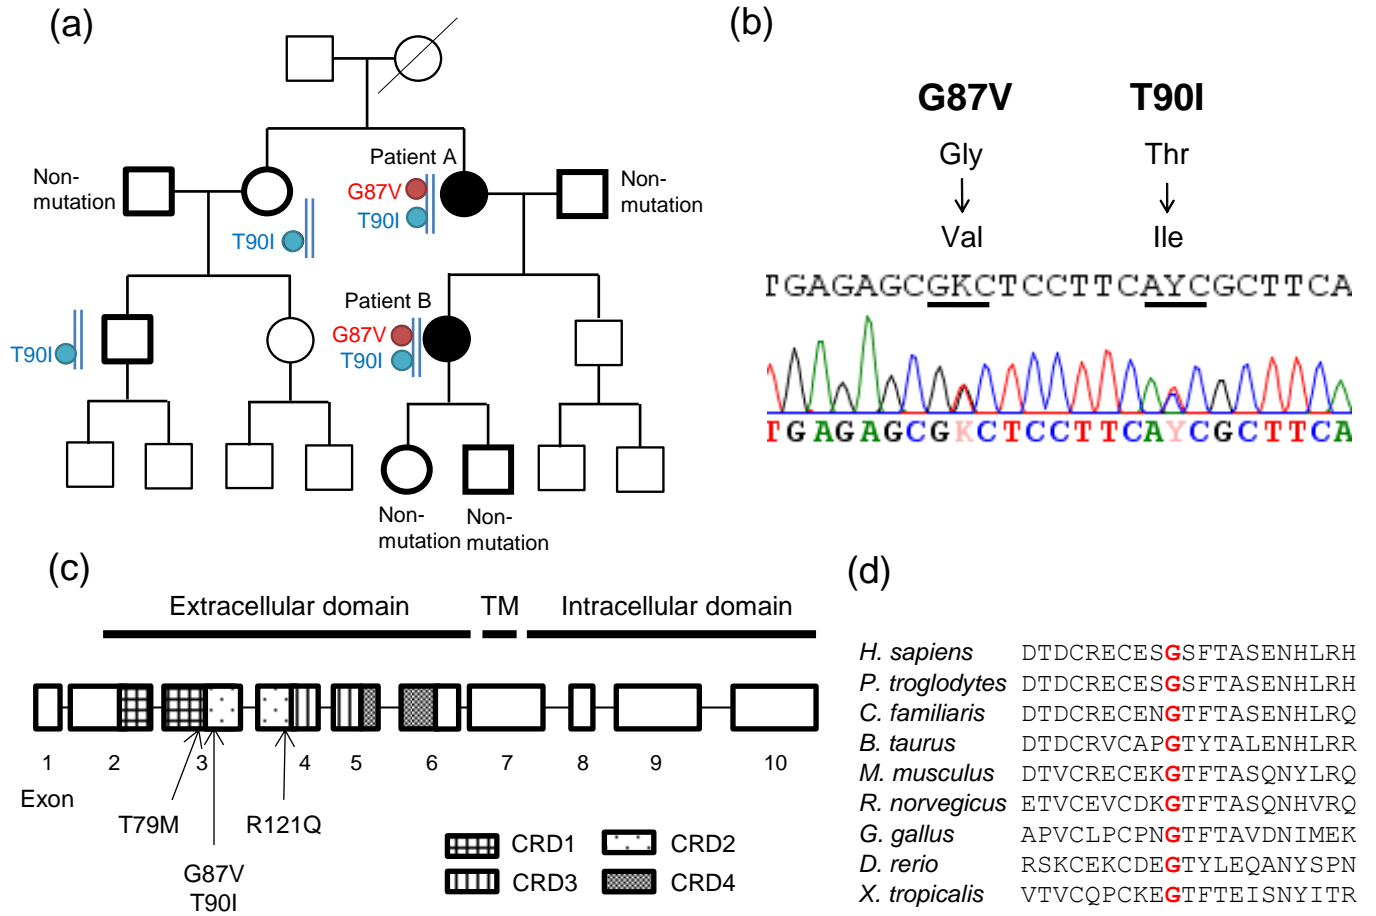 (a)
Patient A
Non-
mutation
G87V
T90I
Non-
mutation
T90I
Patient B
G87V
T90I
T90I
Non-
mutation
Non-
mutation
(b)
G87V T90I
Gly Thr
Val Ile
TGAGAGCGKCTCCTTCAYCGCTTCA
TGAGAGCGKCTCCTTCAYCGCTTCA
(c)
Extracellular domain TM Intracellular domain
1 2 3 4 5 6 7 8 9 10
Exon
T79M R121Q
G87V
T90I
CRD1 CRD2
CRD3 CRD4
(d)
H. sapiens DTDCRECESGSFTASENHLRH
P. troglodytes DTDCRECESGSFTASENHLRH
C. familiaris DTDCRECENGTFTASENHLRQ
B. taurus DTDCRVCAPGTYTALENHLRR
M. musculus DTVCRECEKGTFTASQNYLRQ
R. norvegicus ETVCEVCDKGTFTASQNHVRQ
G. gallus APVCLPCPNGTFTAVDNIMEK
D. rerio RSKCEKCDEGTYLEQANYSPN
X. tropicalis VTVCQPCKEGTFTEISNYITR